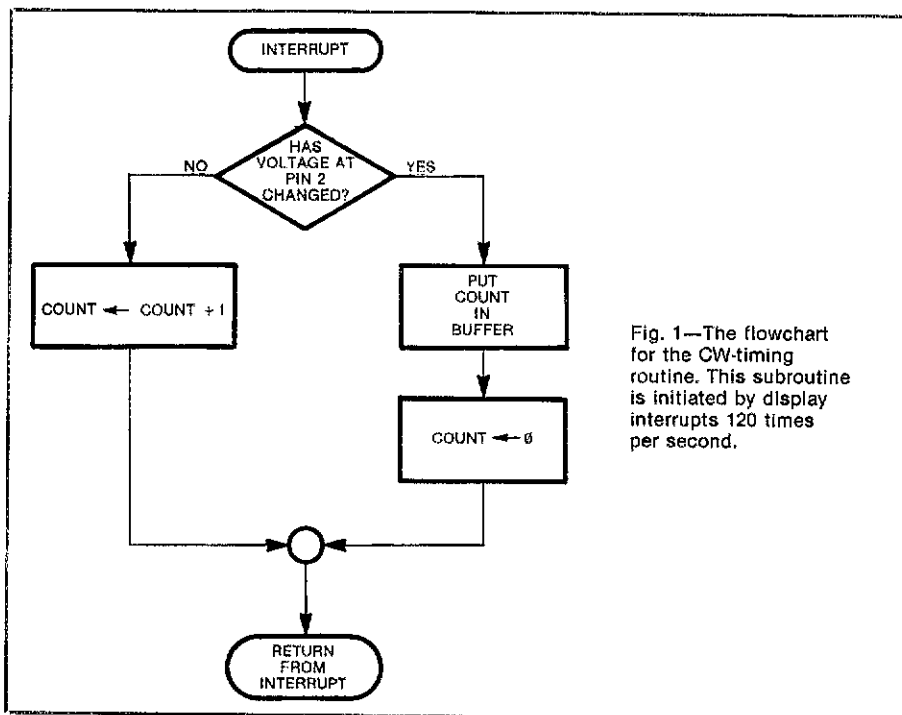 INTERRUPT
HAS
VOLTAGE AT
PIN 2
CHANGED?
NO
YES
COUNT ← COUNT + 1
PUT
COUNT
IN
BUFFER
COUNT ← Ø
RETURN
FROM
INTERRUPT
Fig. 1—The flowchart
for the CW-timing
routine. This subroutine
is initiated by display
interrupts 120 times
per second.